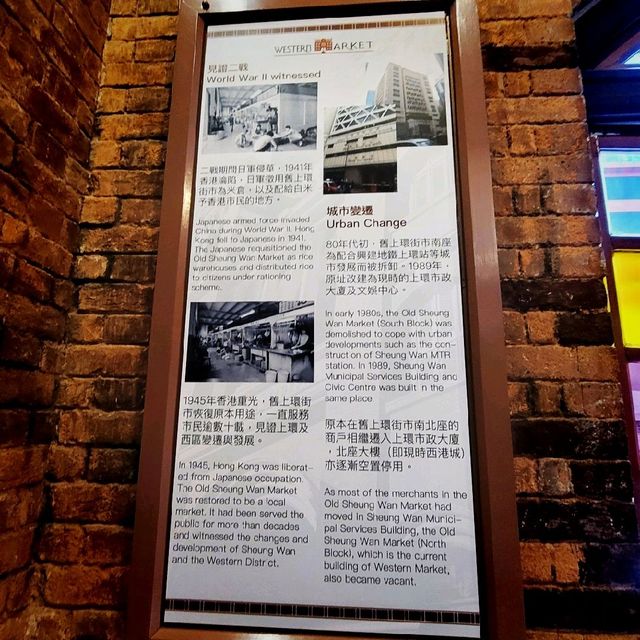 WESTERN MARKET
見證二戰
World War II witnessed
二戰期間日軍侵華，1941年
香港淪陷，日軍徵用舊上環
街市為米倉，以及配給白米
予香港市民的地方。
Japanese armed force invaded
China during World War II. Hong
Kong fell to Japanese in 1941.
The Japanese requisitioned the
Old Sheung Wan Market as rice
warehouses and distributed rice
to citizens under rationing
scheme.
1945年香港重光，舊上環街
市恢復原本用途，一直服務
市民逾數十載，見證上環及
西區變遷與發展。
In 1945, Hong Kong was liberat-
ed from Japanese occupation.
The Old Sheung Wan Market
was restored to be a local
market. It had been served the
public for more than decades
and witnessed the changes and
development of Sheung Wan
and the Western District.
城市變遷
Urban Change
80年代初，舊上環街市南座
為配合興建地鐵上環站等城
市發展而被拆卸。1989年，
原址改建為現時的上環市政
大廈及文娛中心。
In early 1980s, the Old Sheung
Wan Market (South Block) was
demolished to cope with urban
developments such as the con-
struction of Sheung Wan MTR
station. In 1989, Sheung Wan
Municipal Services Building and
Civic Centre was built in the
same place.
原本在舊上環街市南北座的
商戶相繼遷入上環市政大廈
，北座大樓（即現時西港城）
亦逐漸空置停用。
As most of the merchants in the
Old Sheung Wan Market had
moved in Sheung Wan Munici-
pal Services Building, the Old
Sheung Wan Market (North
Block), which is the current
building of Western Market,
also became vacant.